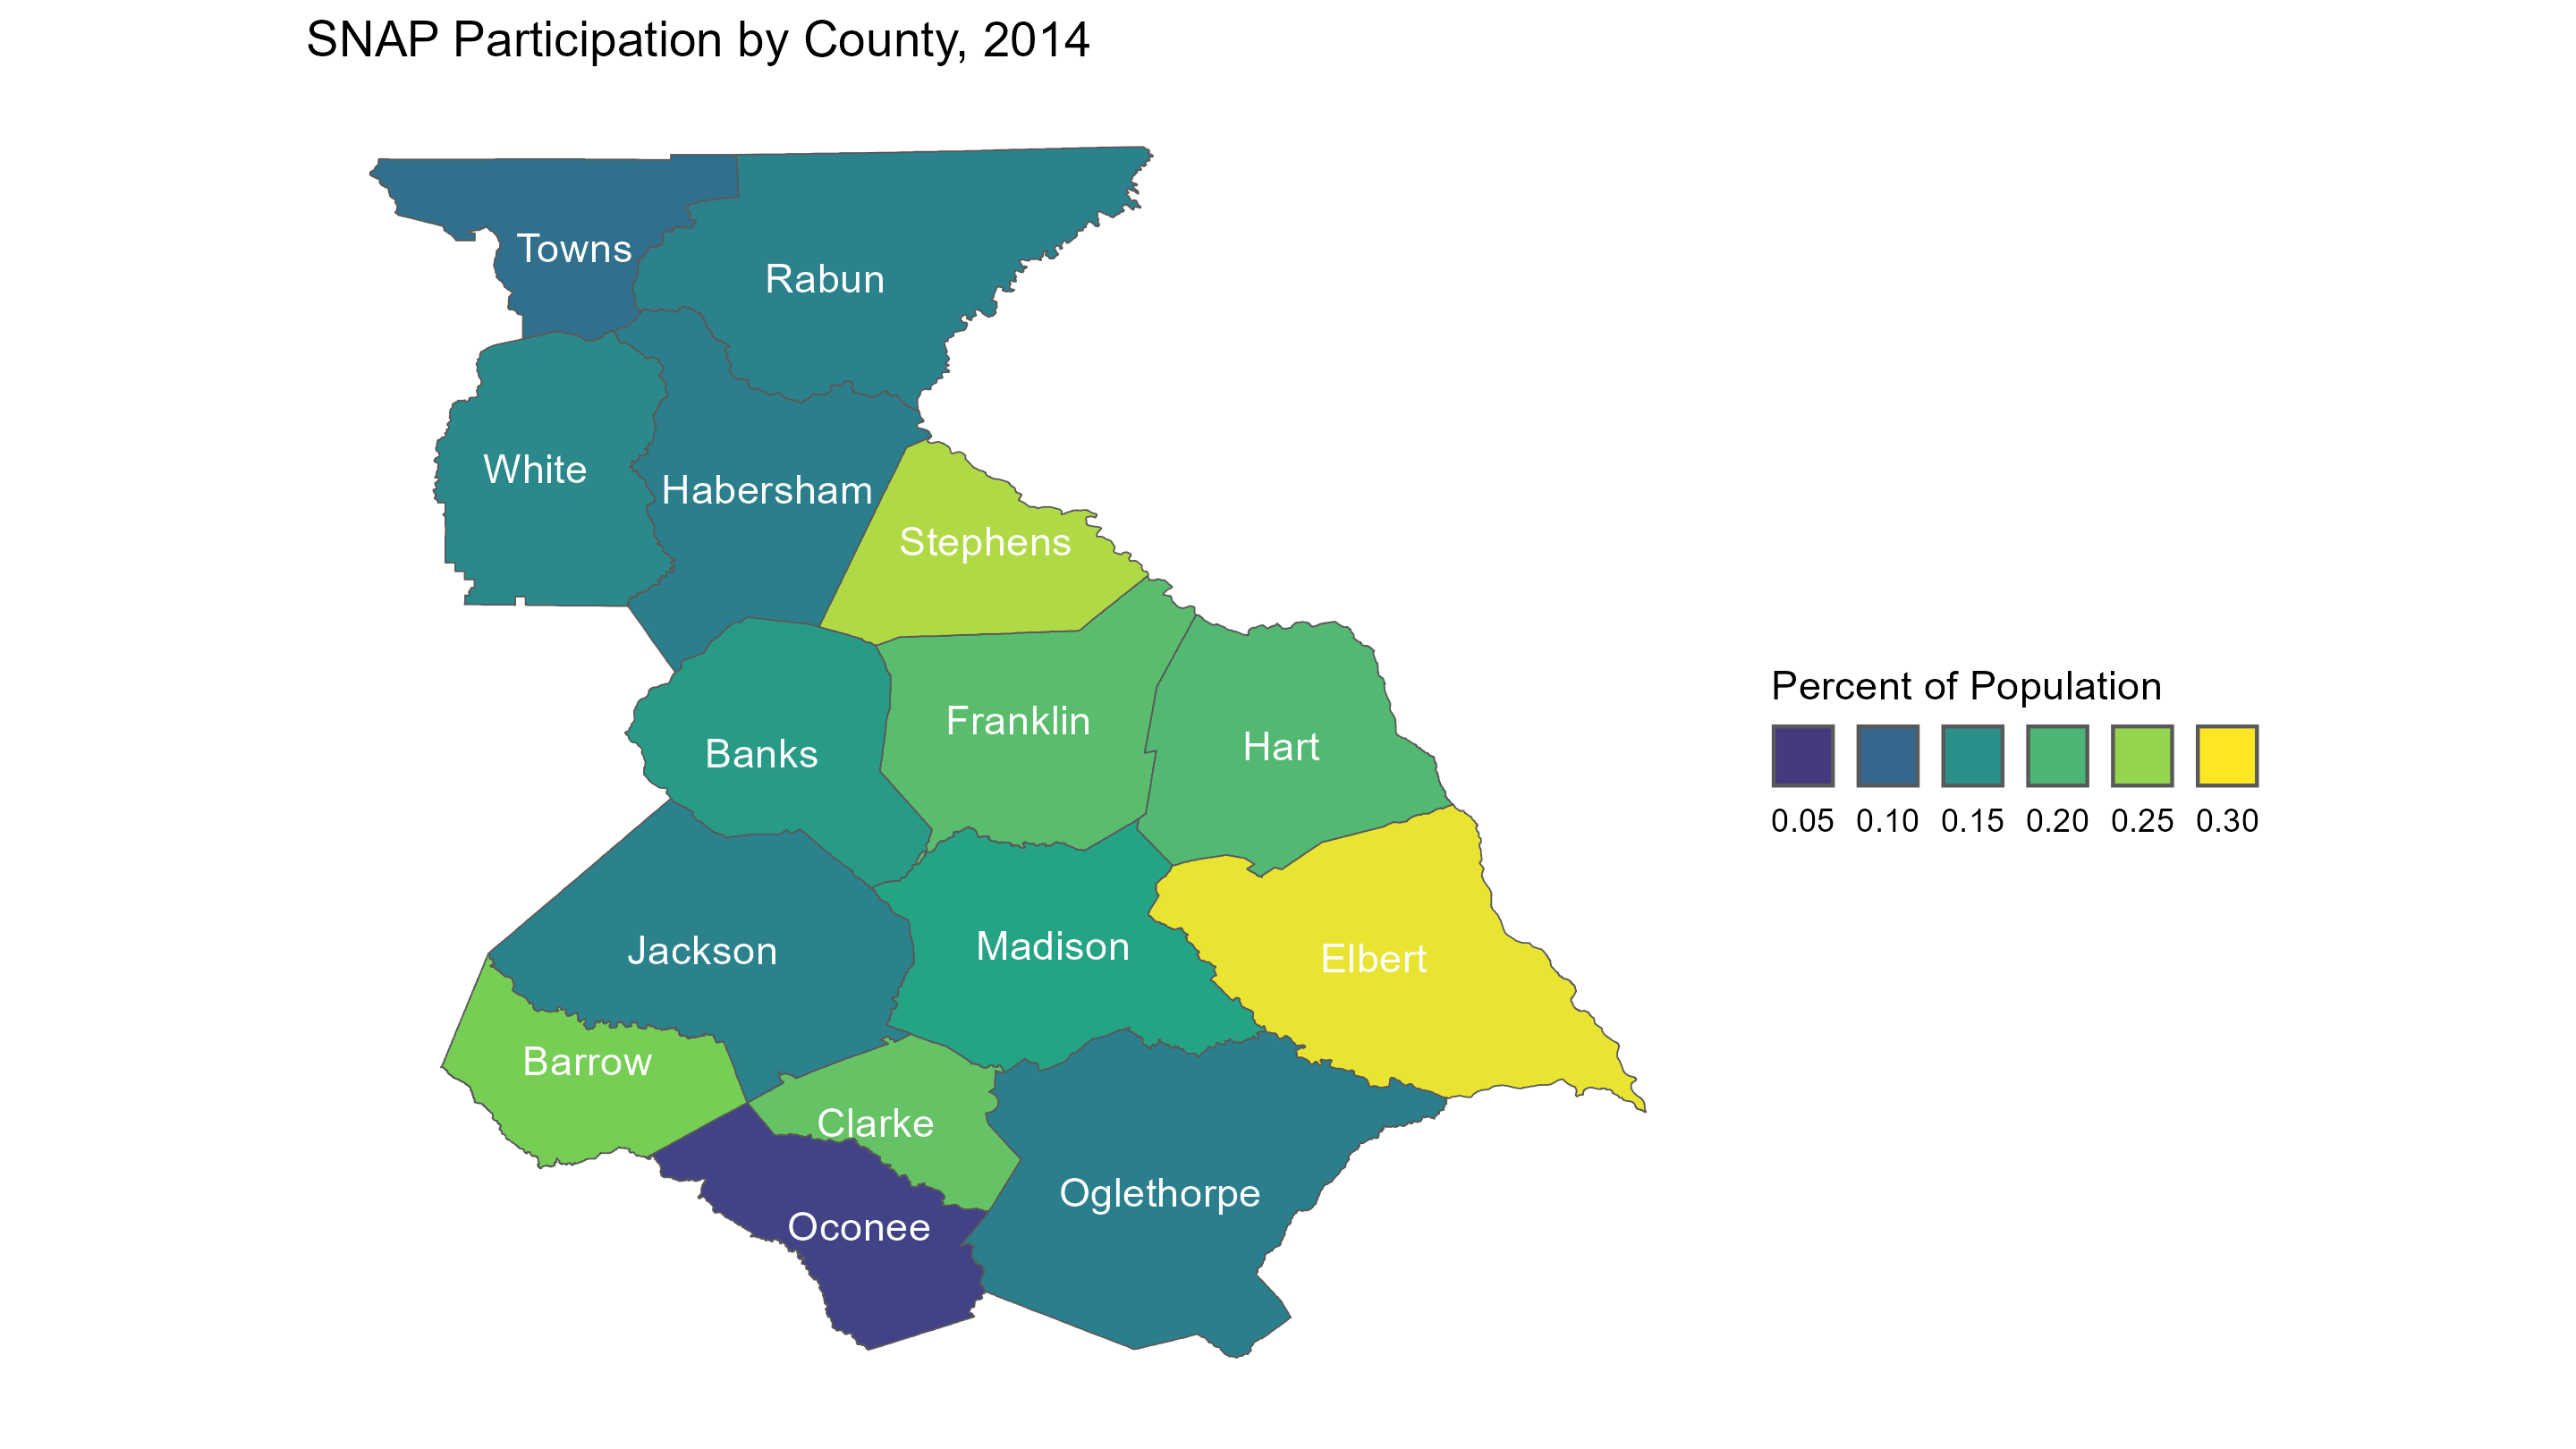 SNAP Participation by County, 2014
Towns
Rabun
White
Habersham
Stephens
Franklin
Hart
Banks
Jackson
Madison
Elbert
Barrow
Clarke
Oglethorpe
Oconee
Percent of Population
0.05 0.10 0.15 0.20 0.25 0.30